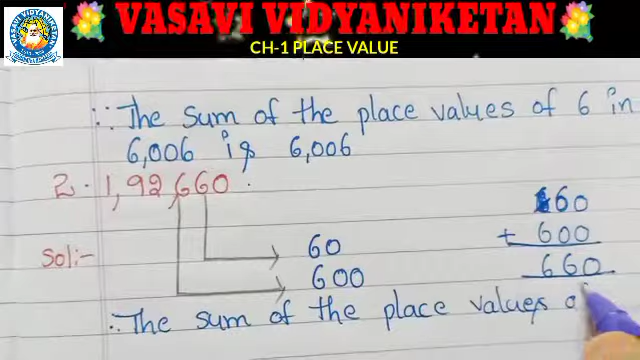 VASAVI VIDYANIKETAN
CH-1 PLACE VALUE
∴ The sum of the place values of 6 in
6,006 is 6,006
2. 1,92,660.
Sol:- 60
600
60
+ 600
660
∴ The sum of the place values o